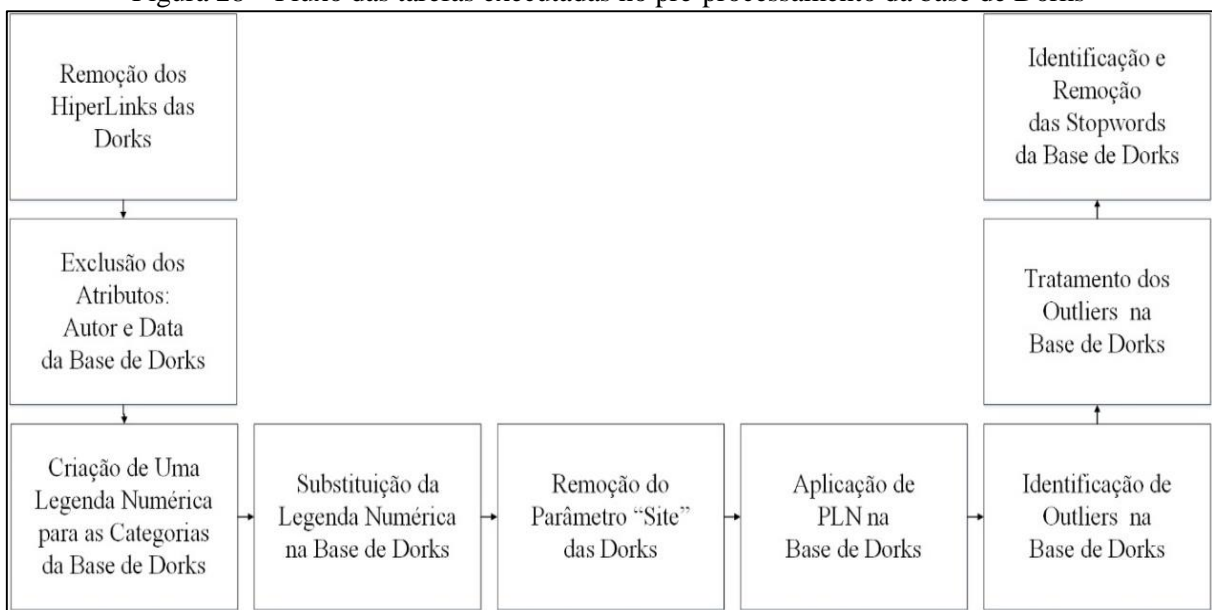 Remoção dos
HiperLinks das
Dorks
Exclusão dos
Atributos:
Autor e Data
da Base de Dorks
Criação de Uma
Legenda Numérica
para as Categorias
da Base de Dorks
Substituição da
Legenda Numérica
na Base de Dorks
Remoção do
Parâmetro “Site”
das Dorks
Aplicação de
PLN na
Base de Dorks
Identificação de
Outliers na
Base de Dorks
Tratamento dos
Outliers na
Base de Dorks
Identificação e
Remoção
das Stopwords
da Base de Dorks